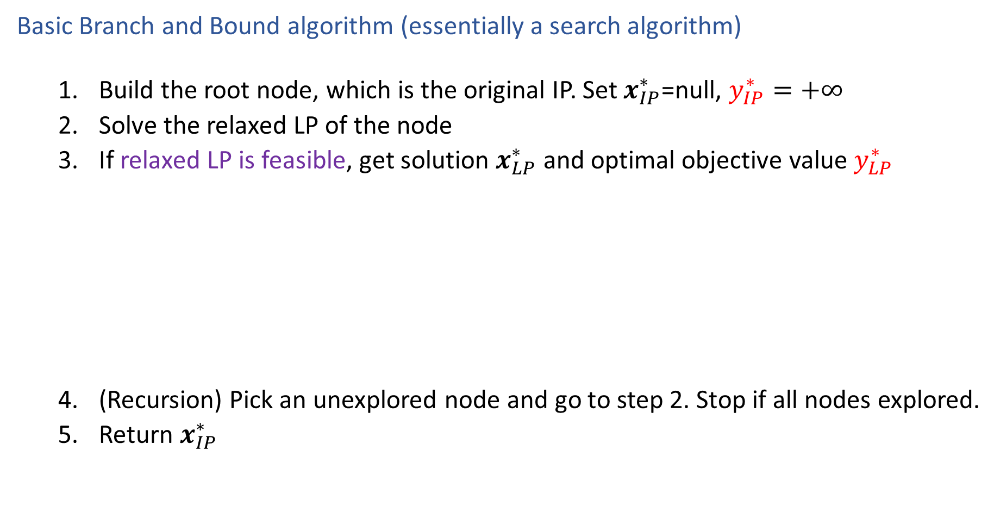 Basic Branch and Bound algorithm (essentially a search algorithm)
1. Build the root node, which is the original IP. Set $\boldsymbol{x}^*_{IP}$=null, $y^*_{IP} = +\infty$
2. Solve the relaxed LP of the node
3. If relaxed LP is feasible, get solution $\boldsymbol{x}^*_{LP}$ and optimal objective value $y^*_{LP}$
4. (Recursion) Pick an unexplored node and go to step 2. Stop if all nodes explored.
5. Return $\boldsymbol{x}^*_{IP}$